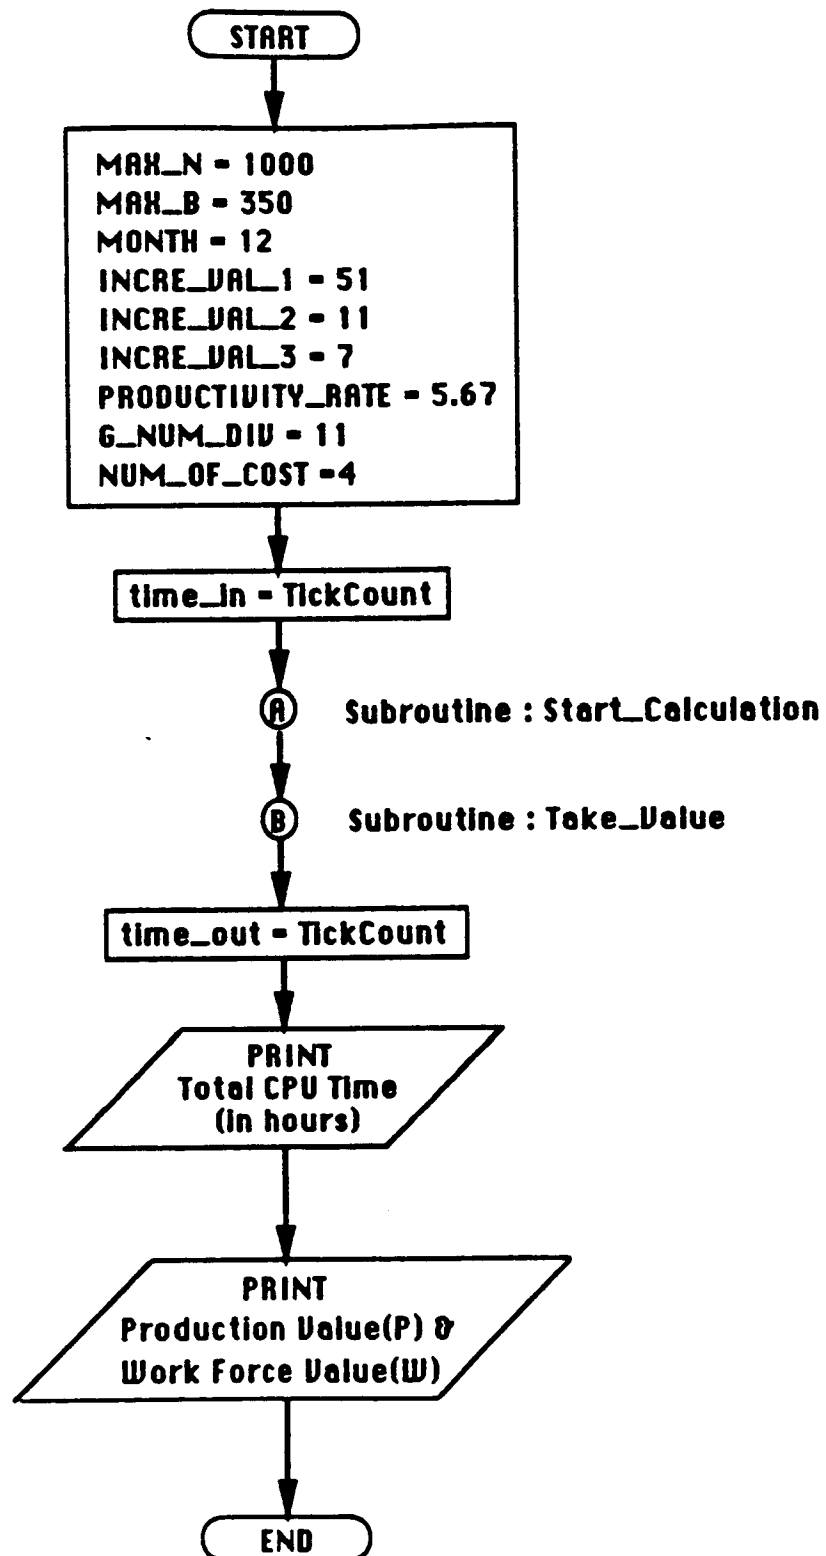 START
MAX_N = 1000
MAX_B = 350
MONTH = 12
INCRE_VAL_1 = 51
INCRE_VAL_2 = 11
INCRE_VAL_3 = 7
PRODUCTIVITY_RATE = 5.67
G_NUM_DIV = 11
NUM_OF_COST =4
time_in = TickCount
A Subroutine : Start_Calculation
B Subroutine : Take_Value
time_out = TickCount
PRINT
Total CPU Time
(in hours)
PRINT
Production Value(P) &
Work Force Value(W)
END